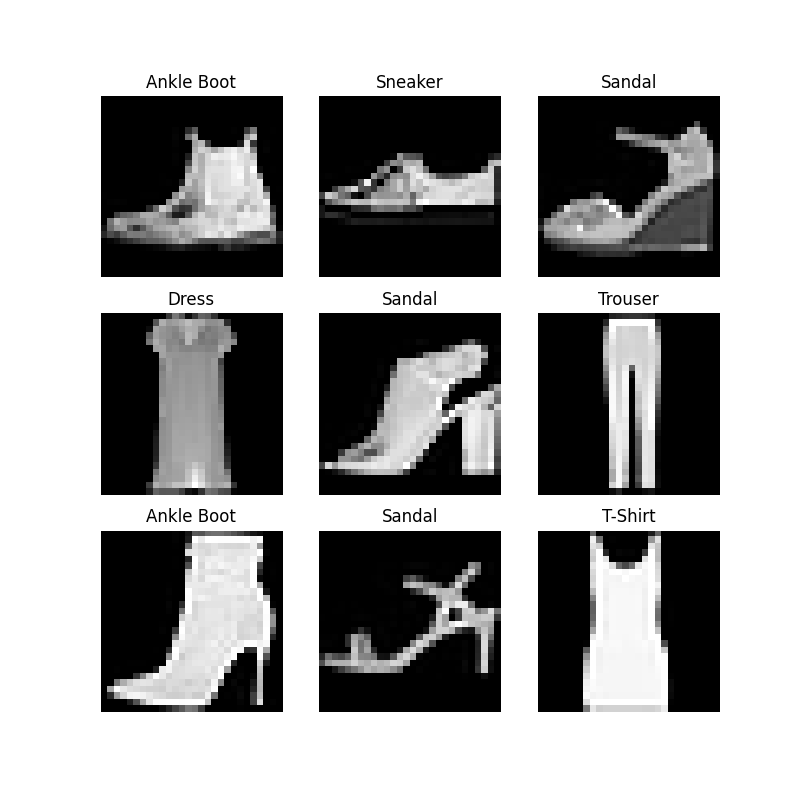 Ankle Boot
Sneaker
Sandal
Dress
Sandal
Trouser
Ankle Boot
Sandal
T-Shirt